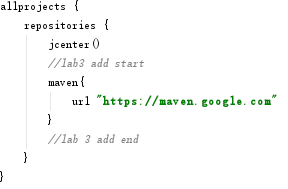 allprojects {
    repositories {
        jcenter()
        //lab3 add start
        maven{
            url "https://maven.google.com"
        }
        //lab 3 add end
    }
}